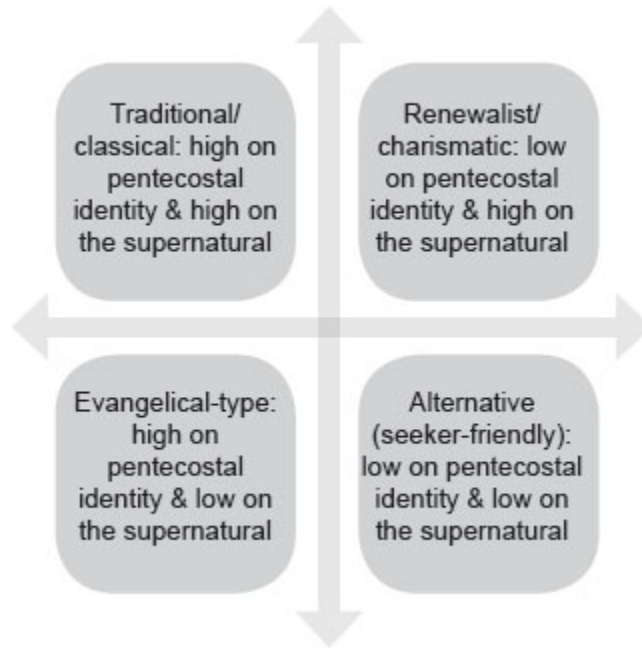 Traditional/
classical: high on
pentecostal
identity & high on
the supernatural
Renewalist/
charismatic: low
on pentecostal
identity & high on
the supernatural
Evangelical-type:
high on
pentecostal
identity & low on
the supernatural
Alternative
(seeker-friendly):
low on pentecostal
identity & low on
the supernatural